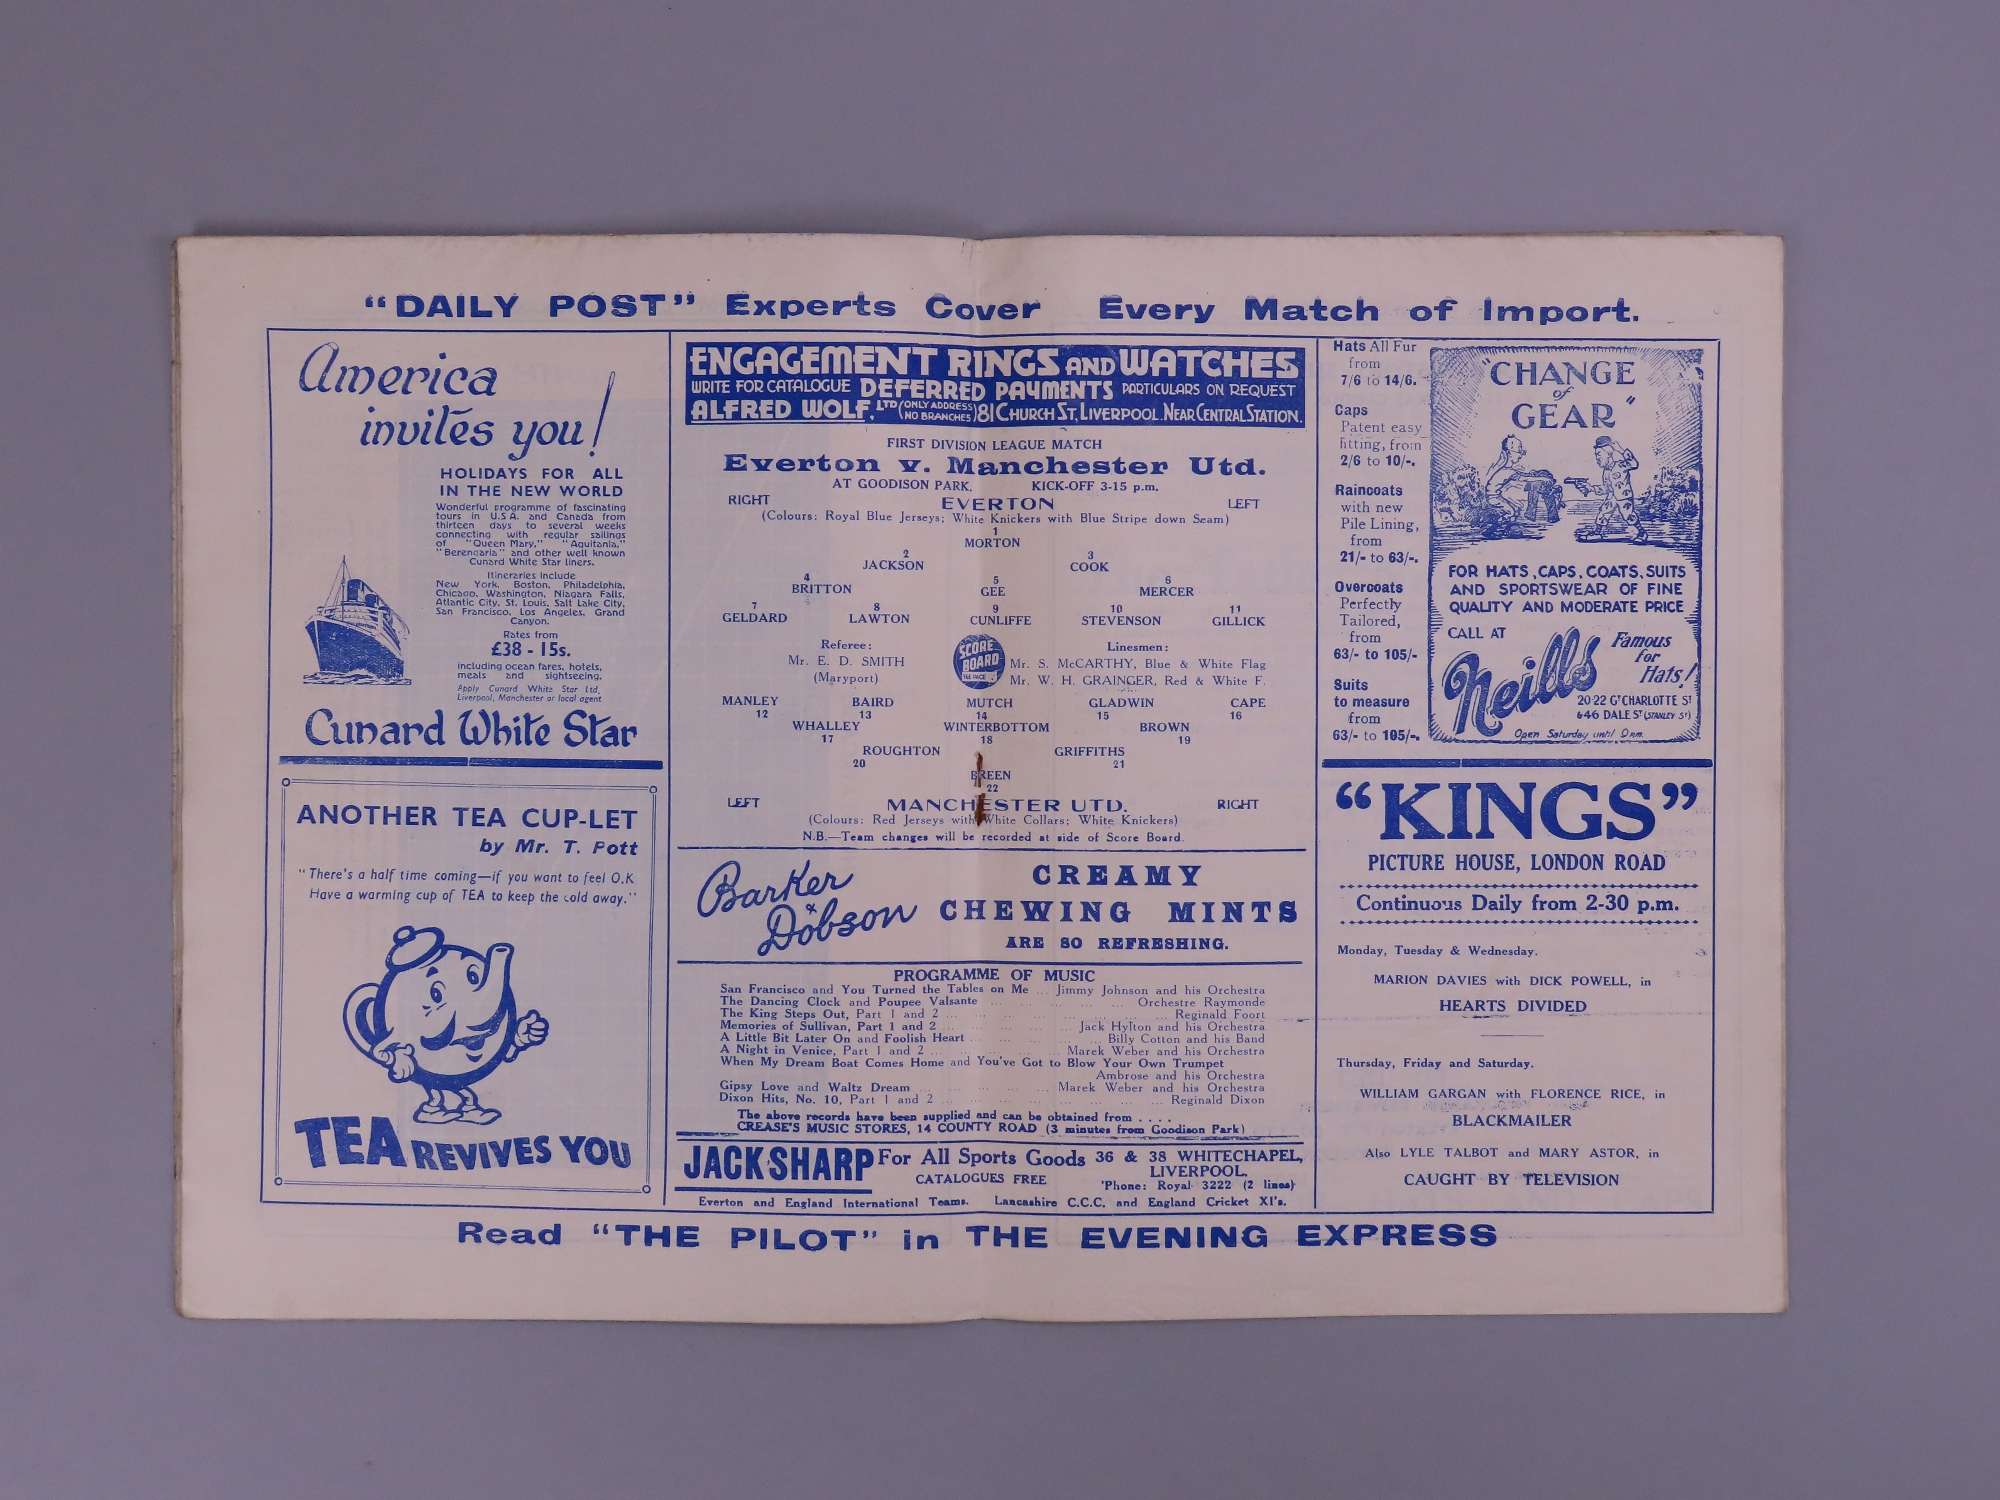 "DAILY POST" Experts Cover Every Match of Import.
America
invites you!
HOLIDAYS FOR ALL
IN THE NEW WORLD
Wonderful programme of fascinating
tours in U.S.A. and Canada from
thirteen days to several weeks
connecting with regular sailings
of "Queen Mary," "Aquitania,"
"Berengaria" and other well known
Cunard White Star liners.
Itineraries include
New York, Boston, Philadelphia,
Chicago, Washington, Niagara Falls,
Atlantic City, St. Louis, Salt Lake City,
San Francisco, Los Angeles, Grand
Canyon.
Rates from
£38 - 15s.
including ocean fares, hotels,
meals and sightseeing.
Apply Cunard White Star Ltd,
Liverpool, Manchester or local agent
Cunard White Star
ANOTHER TEA CUP-LET
by Mr. T. Pott
"There's a half time coming—if you want to feel O.K
Have a warming cup of TEA to keep the cold away."
TEA REVIVES YOU
ENGAGEMENT RINGS AND WATCHES
WRITE FOR CATALOGUE DEFERRED PAYMENTS PARTICULARS ON REQUEST
ALFRED WOLF, LTD (ONLY ADDRESS NO BRANCHES) 81 CHURCH ST, LIVERPOOL. NEAR CENTRAL STATION.
FIRST DIVISION LEAGUE MATCH
Everton v. Manchester Utd.
AT GOODISON PARK. KICK-OFF 3-15 p.m.
RIGHT EVERTON LEFT
(Colours: Royal Blue Jerseys; White Knickers with Blue Stripe down Seam)
1
MORTON
2 3
JACKSON COOK
4 5 6
BRITTON GEE MERCER
7 8 9 10 11
GELDARD LAWTON CUNLIFFE STEVENSON GILLICK
Referee: Linesmen:
Mr. E. D. SMITH Mr. S. McCARTHY, Blue & White Flag
(Maryport) Mr. W. H. GRAINGER, Red & White F.
SCORE
BOARD
SEE PAGE
MANLEY BAIRD MUTCH GLADWIN CAPE
12 13 14 15 16
WHALLEY WINTERBOTTOM BROWN
17 18 19
ROUGHTON GRIFFITHS
20 21
BREEN
22
LEFT MANCHESTER UTD. RIGHT
(Colours: Red Jerseys with White Collars; White Knickers)
N.B.—Team changes will be recorded at side of Score Board.
Barker & Dobson
CREAMY
CHEWING MINTS
ARE SO REFRESHING.
PROGRAMME OF MUSIC
San Francisco and You Turned the Tables on Me ... Jimmy Johnson and his Orchestra
The Dancing Clock and Poupee Valsante ... ... ... ... ... Orchestre Raymonde
The King Steps Out, Part 1 and 2 ... ... ... ... ... ... ... Reginald Foort
Memories of Sullivan, Part 1 and 2 ... ... ... ... ... Jack Hylton and his Orchestra
A Little Bit Later On and Foolish Heart ... ... ... ... ... Billy Cotton and his Band
A Night in Venice, Part 1 and 2 ... ... ... ... ... Marek Weber and his Orchestra
When My Dream Boat Comes Home and You've Got to Blow Your Own Trumpet
Ambrose and his Orchestra
Gipsy Love and Waltz Dream ... ... ... ... ... Marek Weber and his Orchestra
Dixon Hits, No. 10, Part 1 and 2 ... ... ... ... ... ... ... Reginald Dixon
The above records have been supplied and can be obtained from ....
CREASE'S MUSIC STORES, 14 COUNTY ROAD (3 minutes from Goodison Park)
JACK SHARP For All Sports Goods 36 & 38 WHITECHAPEL,
LIVERPOOL.
CATALOGUES FREE 'Phone: Royal 3222 (2 lines)
Everton and England International Teams. Lancashire C.C.C. and England Cricket XI's.
Hats All Fur
from
7/6 to 14/6.
Caps
Patent easy
fitting, from
2/6 to 10/-.
Raincoats
with new
Pile Lining,
from
21/- to 63/-.
Overcoats
Perfectly
Tailored,
from
63/- to 105/-
Suits
to measure
from
63/- to 105/-.
"CHANGE
of
GEAR"
FOR HATS, CAPS, COATS, SUITS
AND SPORTSWEAR OF FINE
QUALITY AND MODERATE PRICE
CALL AT
Neills
Famous
for
Hats!
20-22 GT CHARLOTTE ST
& 46 DALE ST (STANLEY ST)
Open Saturday until 9 p.m.
"KINGS"
PICTURE HOUSE, LONDON ROAD
Continuous Daily from 2-30 p.m.
Monday, Tuesday & Wednesday.
MARION DAVIES with DICK POWELL, in
HEARTS DIVIDED
Thursday, Friday and Saturday.
WILLIAM GARGAN with FLORENCE RICE, in
BLACKMAILER
Also LYLE TALBOT and MARY ASTOR, in
CAUGHT BY TELEVISION
Read "THE PILOT" in THE EVENING EXPRESS